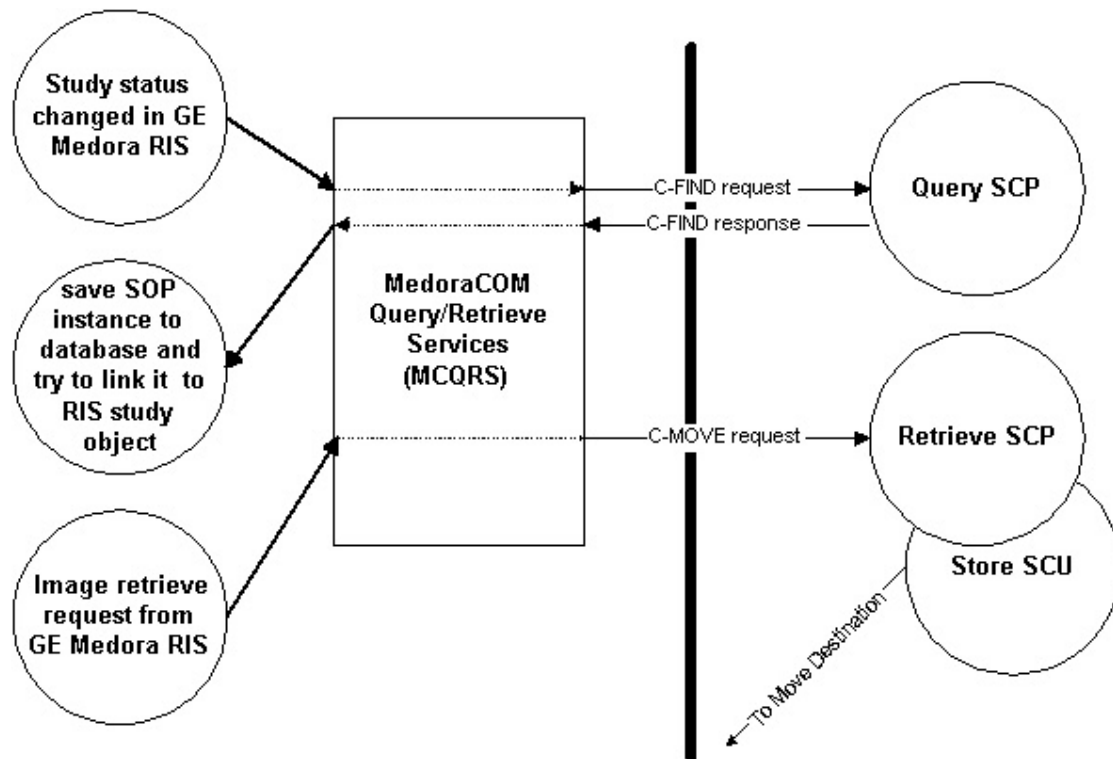 Study status
changed in GE
Medora RIS
save SOP
instance to
database and
try to link it to
RIS study
object
Image retrieve
request from
GE Medora RIS
MedoraCOM
Query/Retrieve
Services
(MCQRS)
C-FIND request
C-FIND response
C-MOVE request
Query SCP
Retrieve SCP
Store SCU
To Move Destination